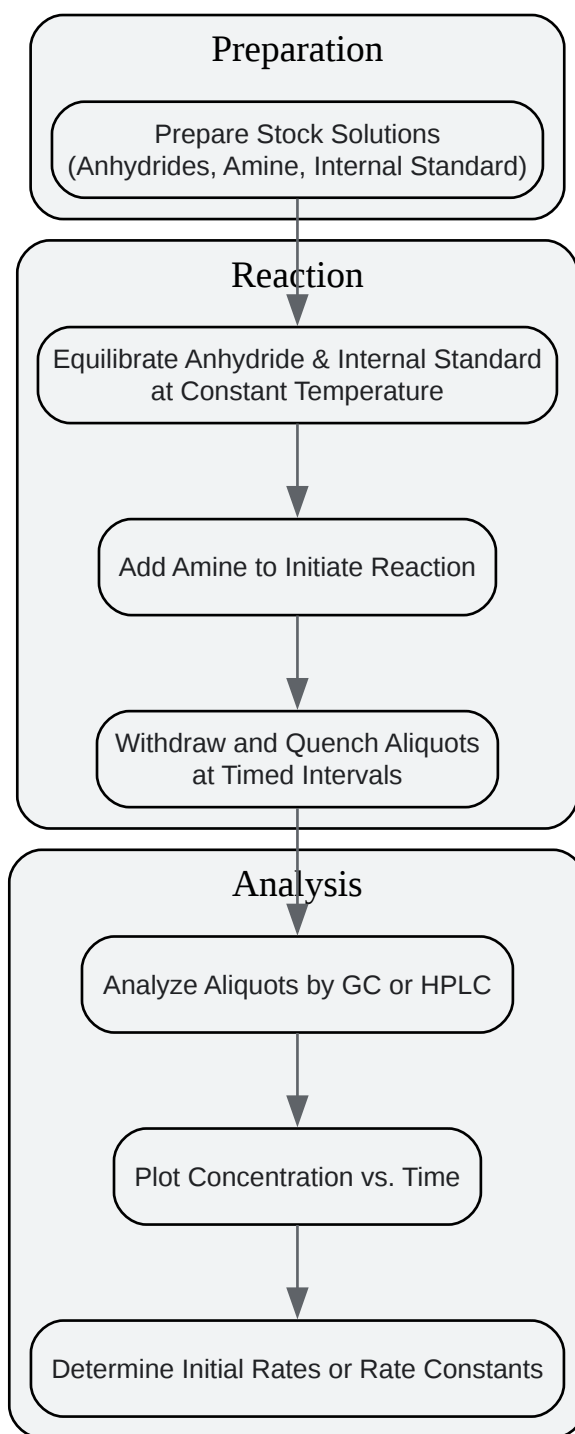 Preparation
Prepare Stock Solutions
(Anhydrides, Amine, Internal Standard)
Reaction
Equilibrate Anhydride & Internal Standard
at Constant Temperature
Add Amine to Initiate Reaction
Withdraw and Quench Aliquots
at Timed Intervals
Analysis
Analyze Aliquots by GC or HPLC
Plot Concentration vs. Time
Determine Initial Rates or Rate Constants